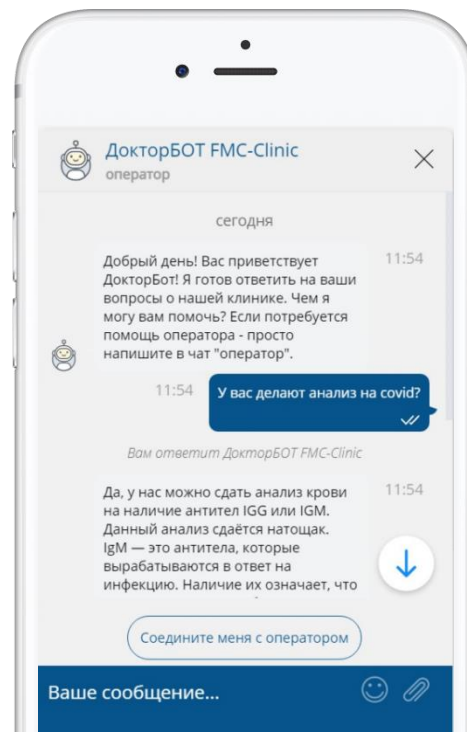 ДокторБОТ FMC-Clinic
оператор
сегодня
Добрый день! Вас приветствует 11:54
ДокторБот! Я готов ответить на ваши
вопросы о нашей клинике. Чем я
могу вам помочь? Если потребуется
помощь оператора - просто
напишите в чат "оператор".
11:54 У вас делают анализ на covid?
Вам ответит ДокторБОТ FMC-Clinic
Да, у нас можно сдать анализ крови 11:54
на наличие антител IGG или IGM.
Данный анализ сдаётся натощак.
IgM — это антитела, которые
вырабатываются в ответ на
инфекцию. Наличие их означает, что
Соедините меня с оператором
Ваше сообщение...